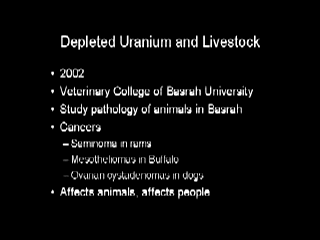 Depleted Uranium and Livestock
• 2002
• Veterinary College of Basrah University
• Study pathology of animals in Basrah
• Cancers
– Seminoma in rams
– Mesotheliomas in Buffalo
– Ovarian cystadenomas in dogs
• Affects animals, affects people